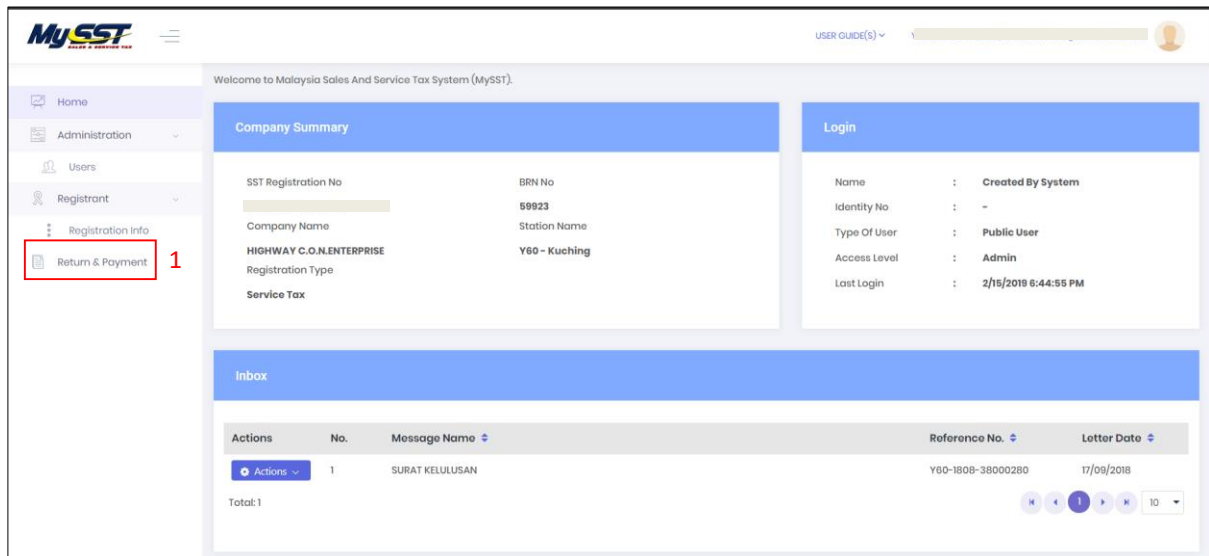 MySST
SALES & SERVICE TAX
USER GUIDE(S)
Welcome to Malaysia Sales And Service Tax System (MySST).
Home
Administration
Users
Registrant
Registration Info
Return & Payment
1
Company Summary
SST Registration No
BRN No
59923
Company Name
Station Name
HIGHWAY C.O.N.ENTERPRISE
Y60 - Kuching
Registration Type
Service Tax
Login
Name : Created By System
Identity No : -
Type Of User : Public User
Access Level : Admin
Last Login : 2/15/2019 6:44:55 PM
Inbox
Actions No. Message Name Reference No. Letter Date
Actions 1 SURAT KELULUSAN Y60-1808-38000280 17/09/2018
Total: 1
1 10